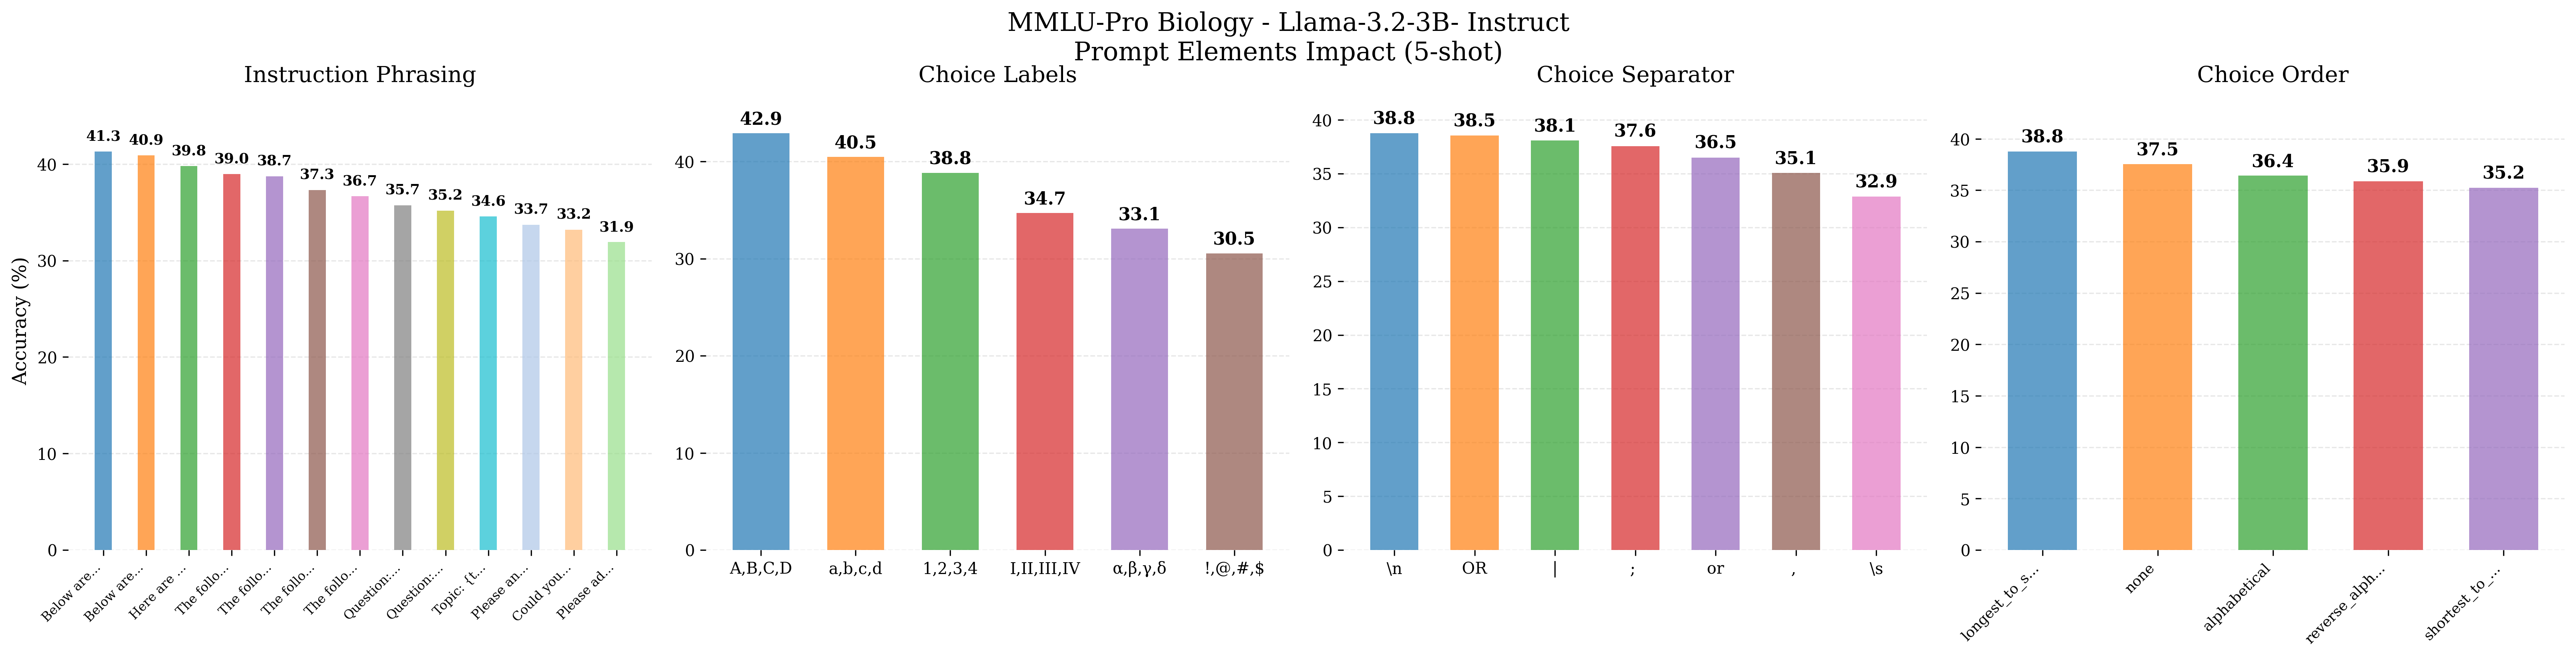 MMLU-Pro Biology - Llama-3.2-3B- Instruct
Prompt Elements Impact (5-shot)
Instruction Phrasing
Accuracy (%)
40
30
20
10
0
41.3
40.9
39.8
39.0
38.7
37.3
36.7
35.7
35.2
34.6
33.7
33.2
31.9
Below are...
Below are...
Here are ...
The follo...
The follo...
The follo...
The follo...
Question:...
Question:...
Topic: {t...
Please an...
Could you...
Please ad...
Choice Labels
40
30
20
10
0
42.9
40.5
38.8
34.7
33.1
30.5
A,B,C,D
a,b,c,d
1,2,3,4
I,II,III,IV
α,β,γ,δ
!,@,#,$
Choice Separator
40
35
30
25
20
15
10
5
0
38.8
38.5
38.1
37.6
36.5
35.1
32.9
\n
OR
|
;
or
,
\s
Choice Order
40
35
30
25
20
15
10
5
0
38.8
37.5
36.4
35.9
35.2
longest_to_s...
none
alphabetical
reverse_alph...
shortest_to_...